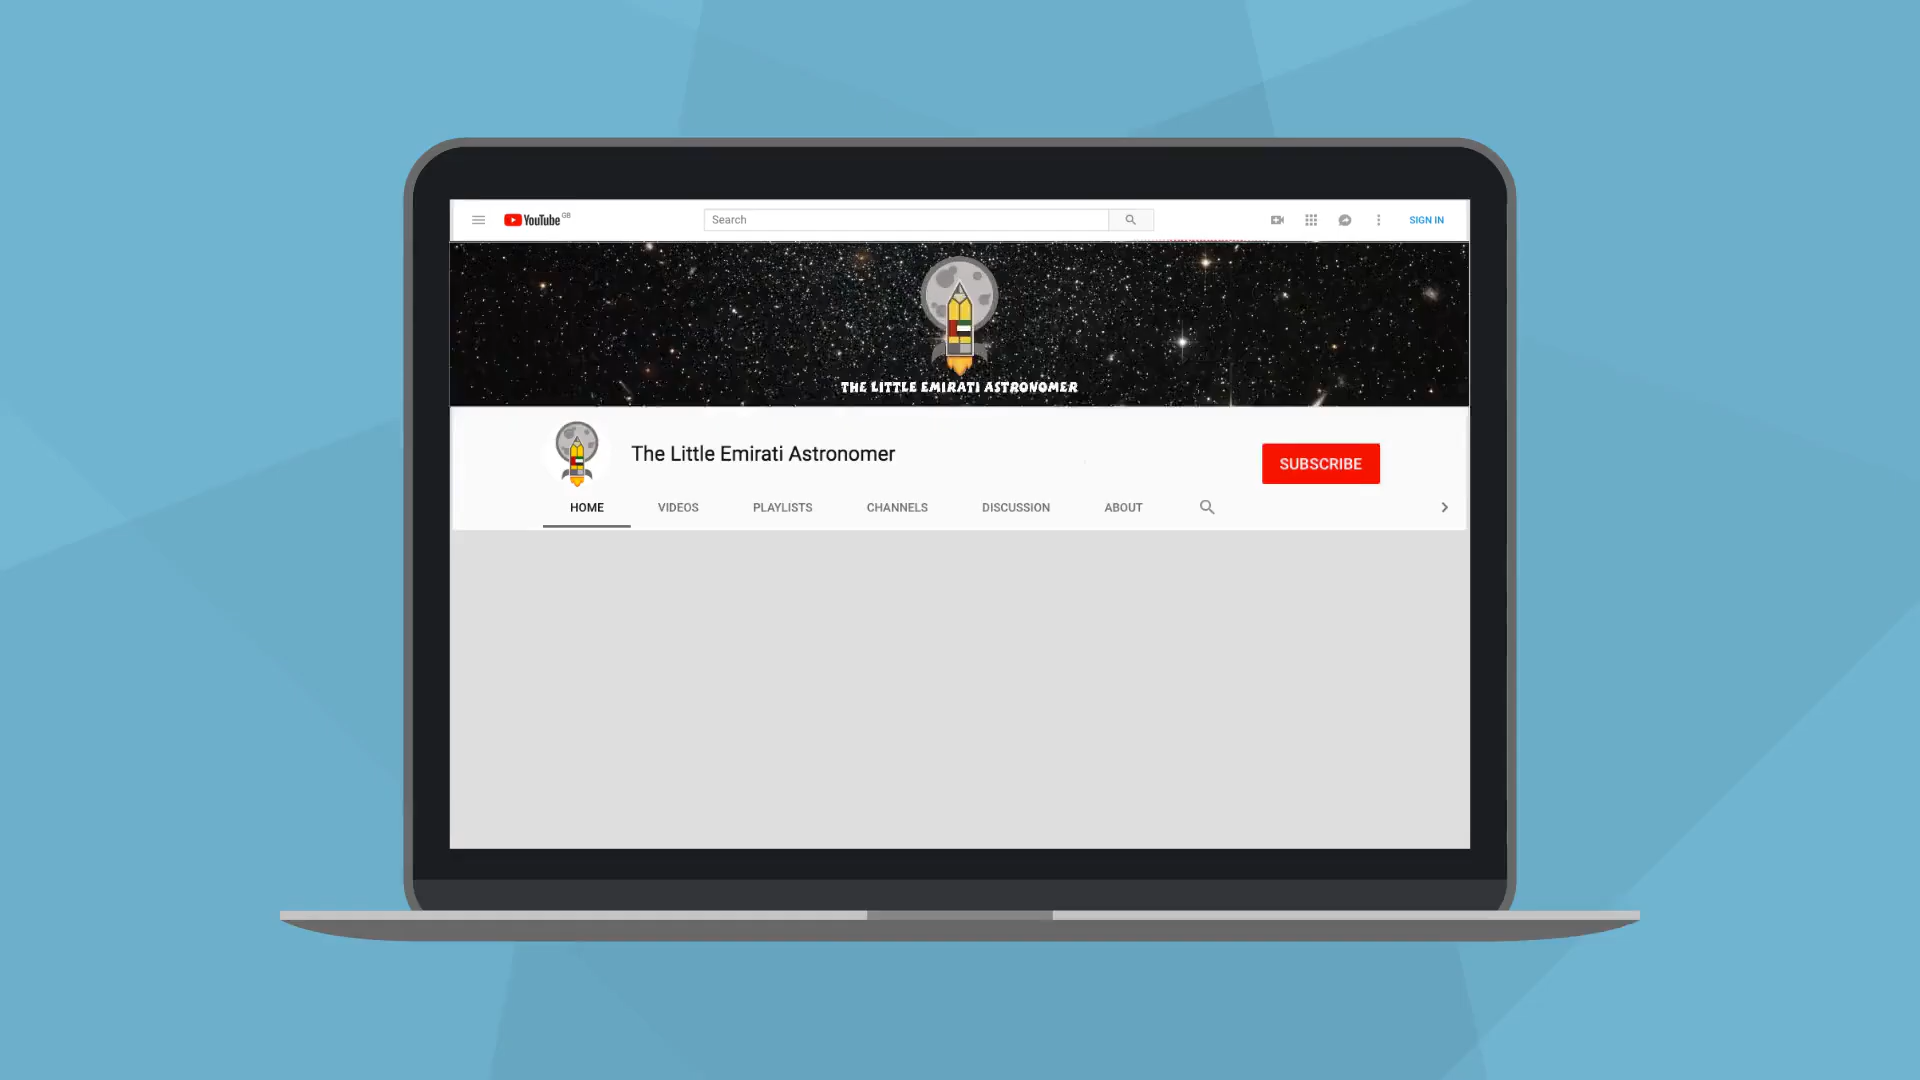 YouTube GB
Search
SIGN IN
THE LITTLE EMIRATI ASTRONOMER
The Little Emirati Astronomer
SUBSCRIBE
HOME VIDEOS PLAYLISTS CHANNELS DISCUSSION ABOUT